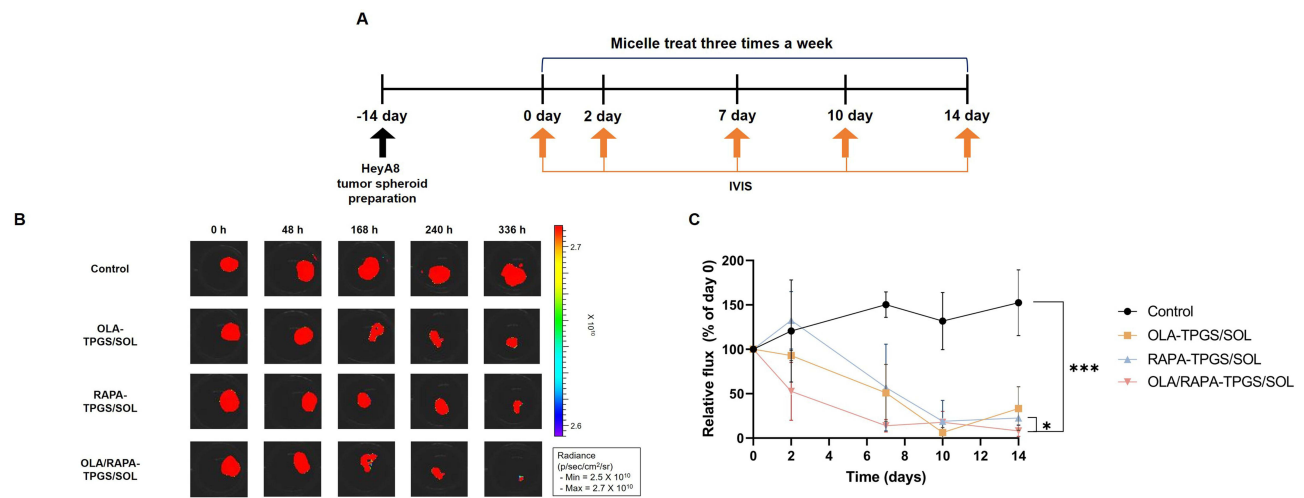 A
Micelle treat three times a week
-14 day
0 day
2 day
7 day
10 day
14 day
HeyA8
tumor spheroid
preparation
IVIS
B
0 h
48 h
168 h
240 h
336 h
Control
OLA-
TPGS/SOL
RAPA-
TPGS/SOL
OLA/RAPA-
TPGS/SOL
2.7
X 10¹⁰
2.6
Radiance
(p/sec/cm²/sr)
- Min = 2.5 X 10¹⁰
- Max = 2.7 X 10¹⁰
C
Relative flux (% of day 0)
200
150
100
50
0
0
2
4
6
8
10
12
14
Time (days)
***
*
Control
OLA-TPGS/SOL
RAPA-TPGS/SOL
OLA/RAPA-TPGS/SOL